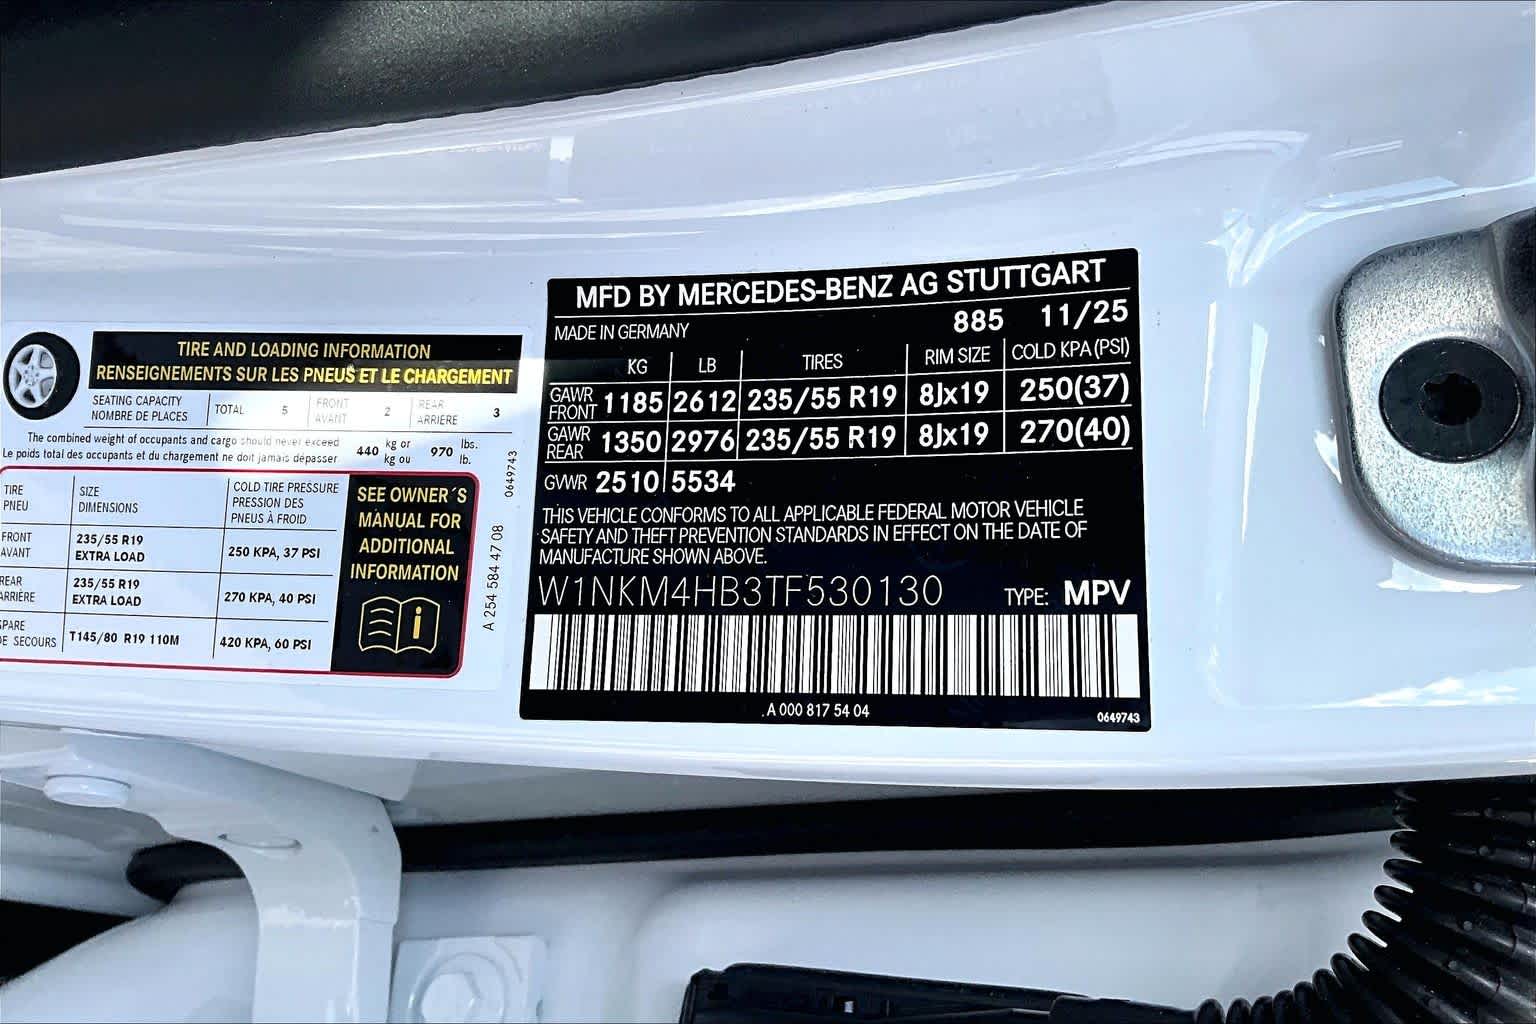 TIRE AND LOADING INFORMATION
RENSEIGNEMENTS SUR LES PNEUS ET LE CHARGEMENT
SEATING CAPACITY
NOMBRE DE PLACES
TOTAL 5
FRONT
AVANT
2
REAR
ARRIÈRE
3
The combined weight of occupants and cargo should never exceed
Le poids total des occupants et du chargement ne doit jamais dépasser
440 kg or
kg ou
970 lbs.
lb.
TIRE
PNEU
SIZE
DIMENSIONS
COLD TIRE PRESSURE
PRESSION DES
PNEUS À FROID
FRONT
AVANT
235/55 R19
EXTRA LOAD
250 KPA, 37 PSI
REAR
ARRIÈRE
235/55 R19
EXTRA LOAD
270 KPA, 40 PSI
SPARE
DE SECOURS
T145/80 R19 110M
420 KPA, 60 PSI
SEE OWNER´S
MANUAL FOR
ADDITIONAL
INFORMATION
i
0649743
A 254 584 47 08
MFD BY MERCEDES-BENZ AG STUTTGART
MADE IN GERMANY 885 11/25
KG LB TIRES RIM SIZE COLD KPA(PSI)
GAWR
FRONT
1185 2612 235/55 R19 8Jx19 250(37)
GAWR
REAR
1350 2976 235/55 R19 8Jx19 270(40)
GVWR 2510 5534
THIS VEHICLE CONFORMS TO ALL APPLICABLE FEDERAL MOTOR VEHICLE
SAFETY AND THEFT PREVENTION STANDARDS IN EFFECT ON THE DATE OF
MANUFACTURE SHOWN ABOVE.
W1NKM4HB3TF530130 TYPE: MPV
A 000 817 54 04
0649743